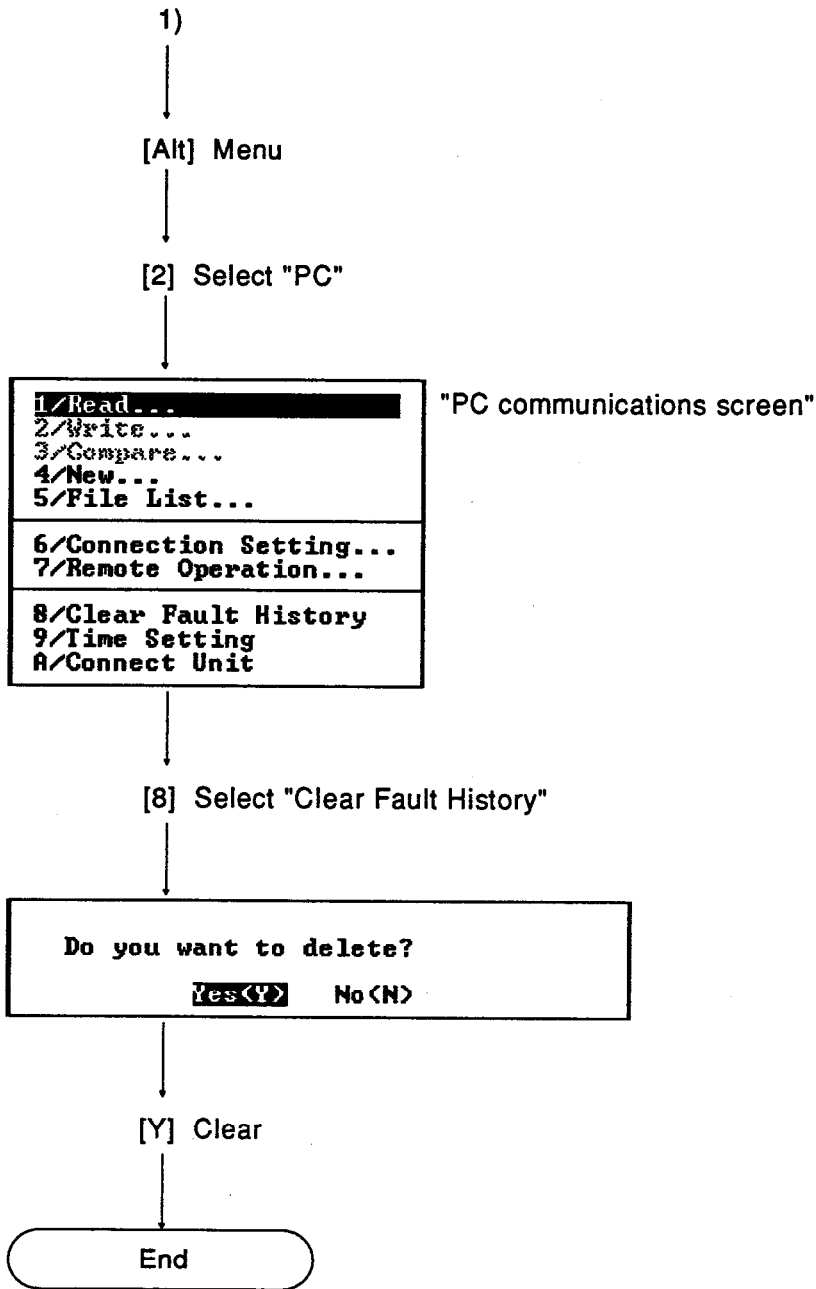 1)
[Alt] Menu
[2] Select "PC"
1/Read...
"PC communications screen"
2/Write...
3/Compare...
4/New...
5/File List...
6/Connection Setting...
7/Remote Operation...
8/Clear Fault History
9/Time Setting
A/Connect Unit
[8] Select "Clear Fault History"
Do you want to delete?
Yes<Y> No<N>
[Y] Clear
End